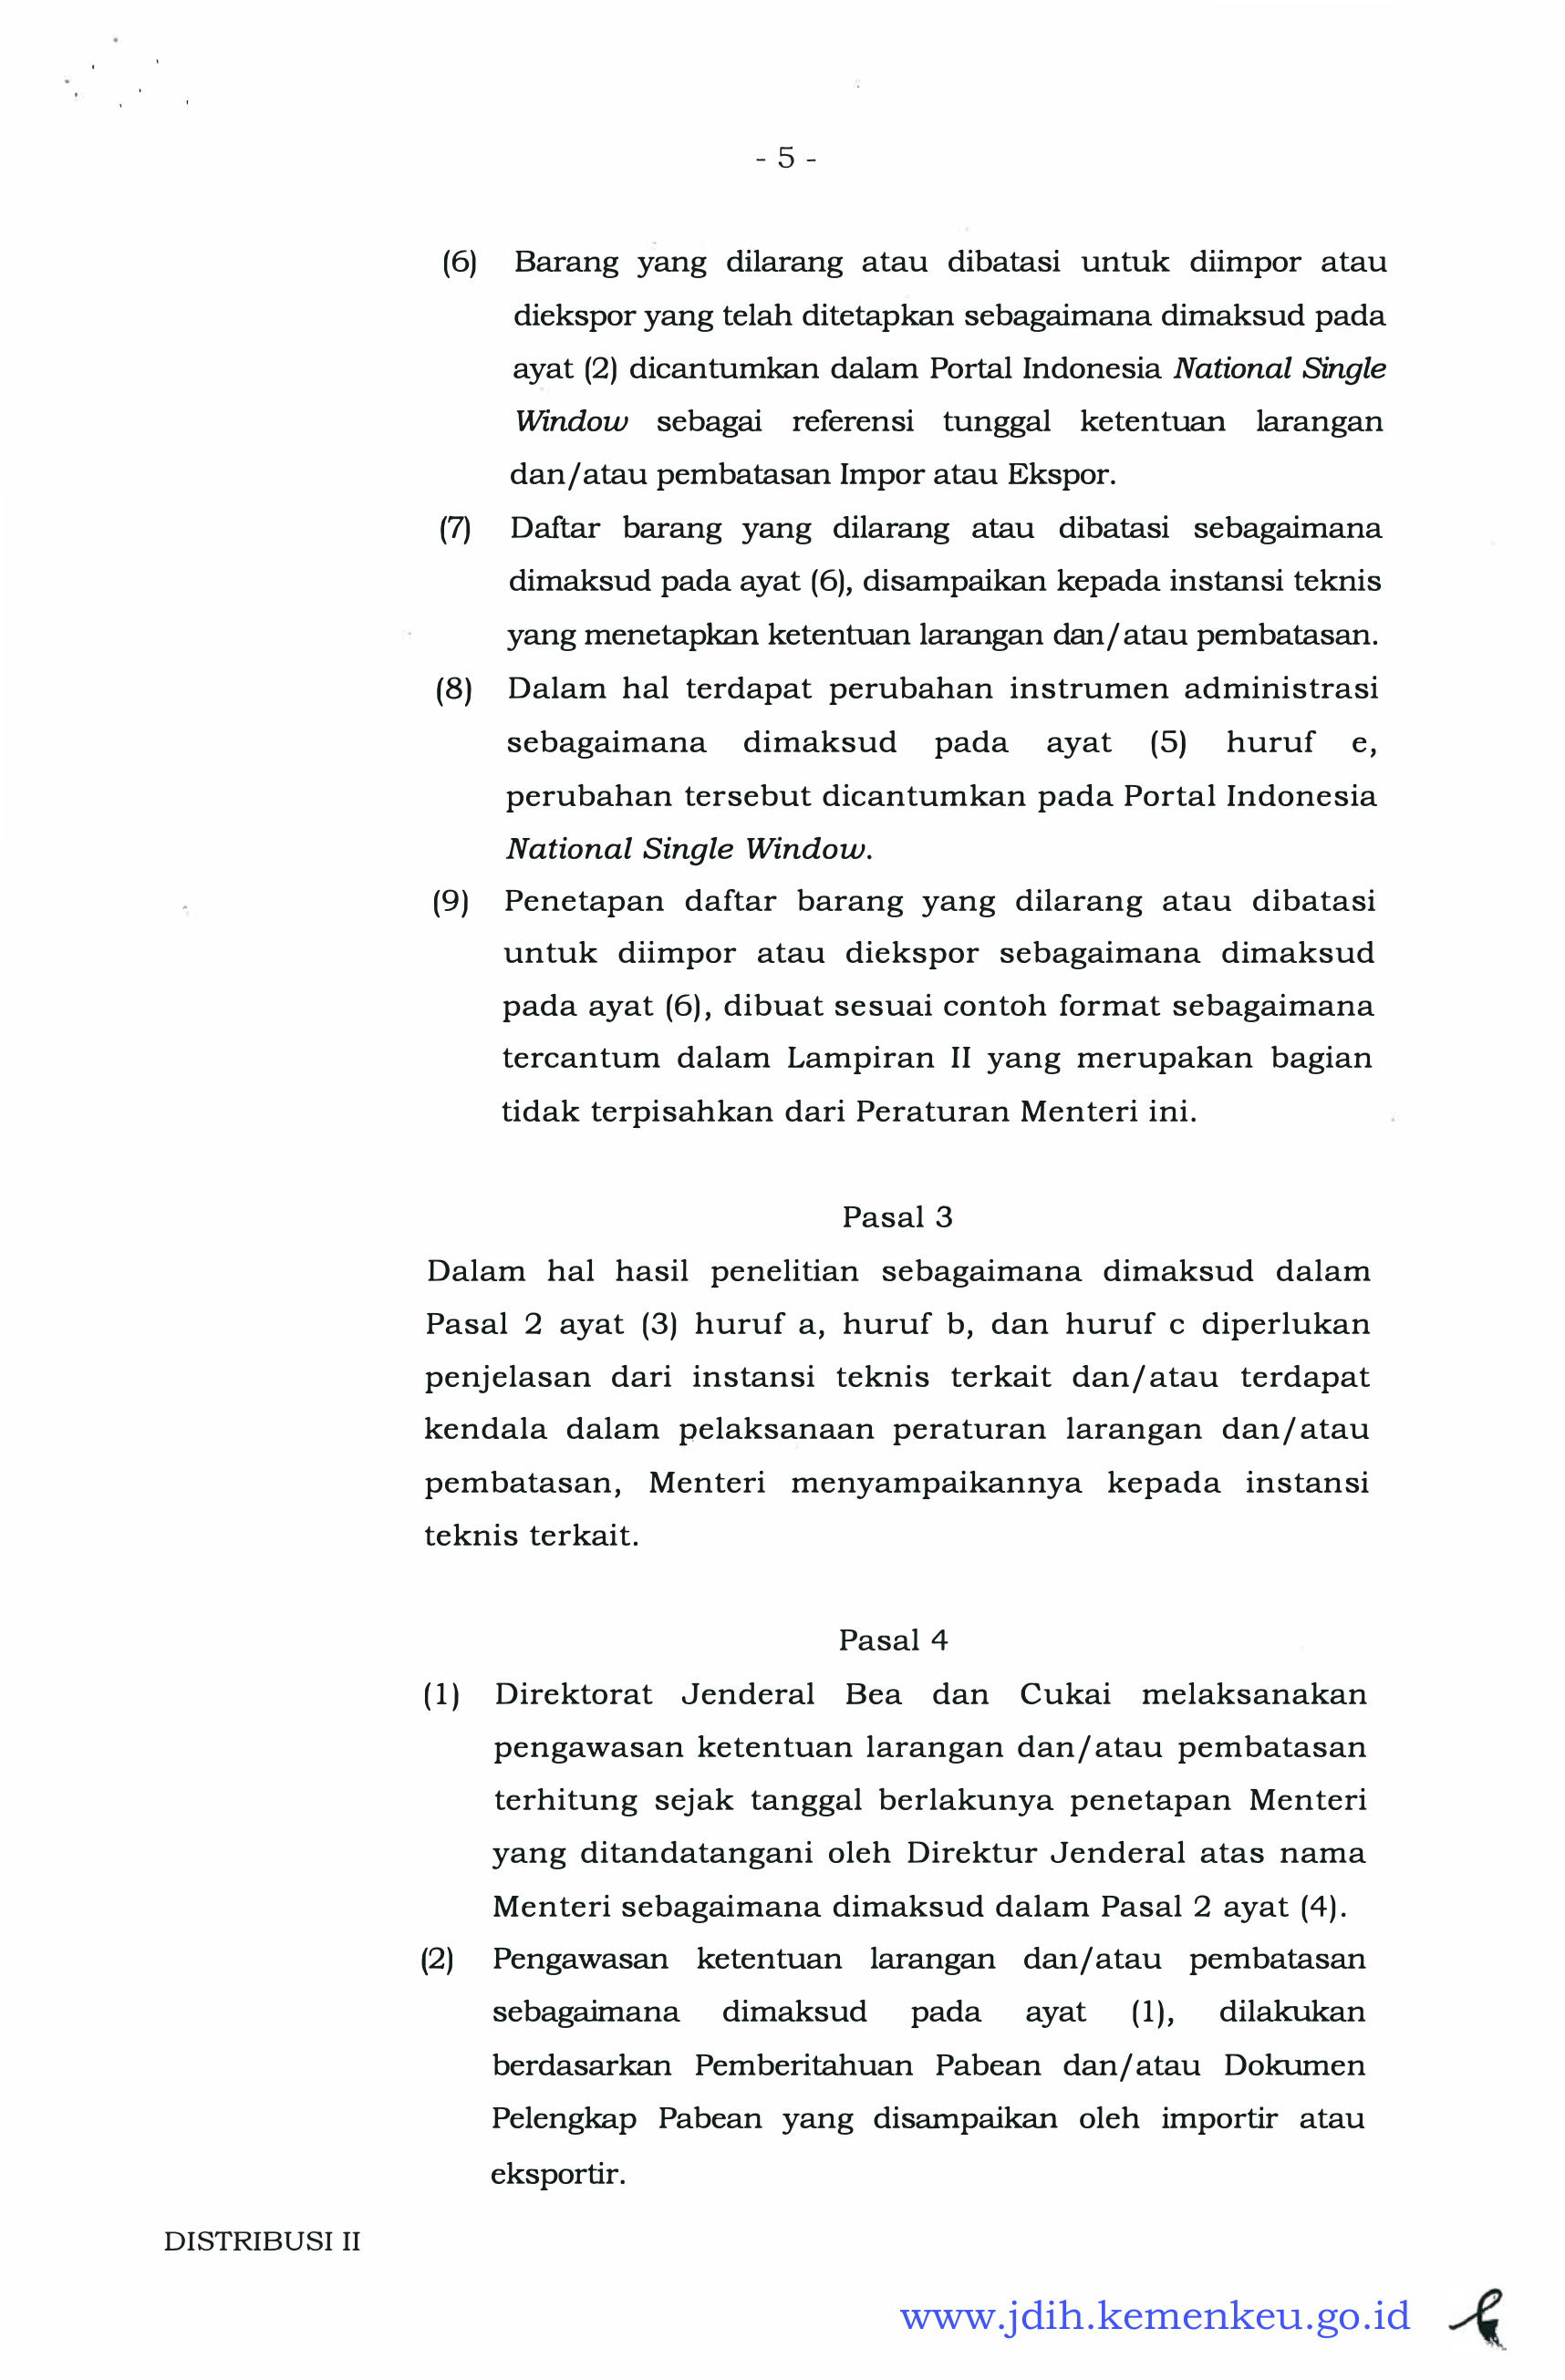 - 5 -
(6) Barang yang dilarang atau dibatasi untuk diimpor atau
diekspor yang telah ditetapkan sebagaimana dimaksud pada
ayat (2) dicantumkan dalam Portal Indonesia National Single
Window sebagai referensi tunggal ketentuan larangan
dan/atau pembatasan Impor atau Ekspor.
(7) Daftar barang yang dilarang atau dibatasi sebagaimana
dimaksud pada ayat (6), disampaikan kepada instansi teknis
yang menetapkan ketentuan larangan dan/atau pembatasan.
(8) Dalam hal terdapat perubahan instrumen administrasi
sebagaimana dimaksud pada ayat (5) huruf e,
perubahan tersebut dicantumkan pada Portal Indonesia
National Single Window.
(9) Penetapan daftar barang yang dilarang atau dibatasi
untuk diimpor atau diekspor sebagaimana dimaksud
pada ayat (6), dibuat sesuai contoh format sebagaimana
tercantum dalam Lampiran II yang merupakan bagian
tidak terpisahkan dari Peraturan Menteri ini.
Pasal 3
Dalam hal hasil penelitian sebagaimana dimaksud dalam
Pasal 2 ayat (3) huruf a, huruf b, dan huruf c diperlukan
penjelasan dari instansi teknis terkait dan/atau terdapat
kendala dalam pelaksanaan peraturan larangan dan/atau
pembatasan, Menteri menyampaikannya kepada instansi
teknis terkait.
Pasal 4
(1) Direktorat Jenderal Bea dan Cukai melaksanakan
pengawasan ketentuan larangan dan/atau pembatasan
terhitung sejak tanggal berlakunya penetapan Menteri
yang ditandatangani oleh Direktur Jenderal atas nama
Menteri sebagaimana dimaksud dalam Pasal 2 ayat (4).
(2) Pengawasan ketentuan larangan dan/atau pembatasan
sebagaimana dimaksud pada ayat (1), dilakukan
berdasarkan Pemberitahuan Pabean dan/atau Dokumen
Pelengkap Pabean yang disampaikan oleh importir atau
eksportir.
DISTRIBUSI II
www.jdih.kemenkeu.go.id